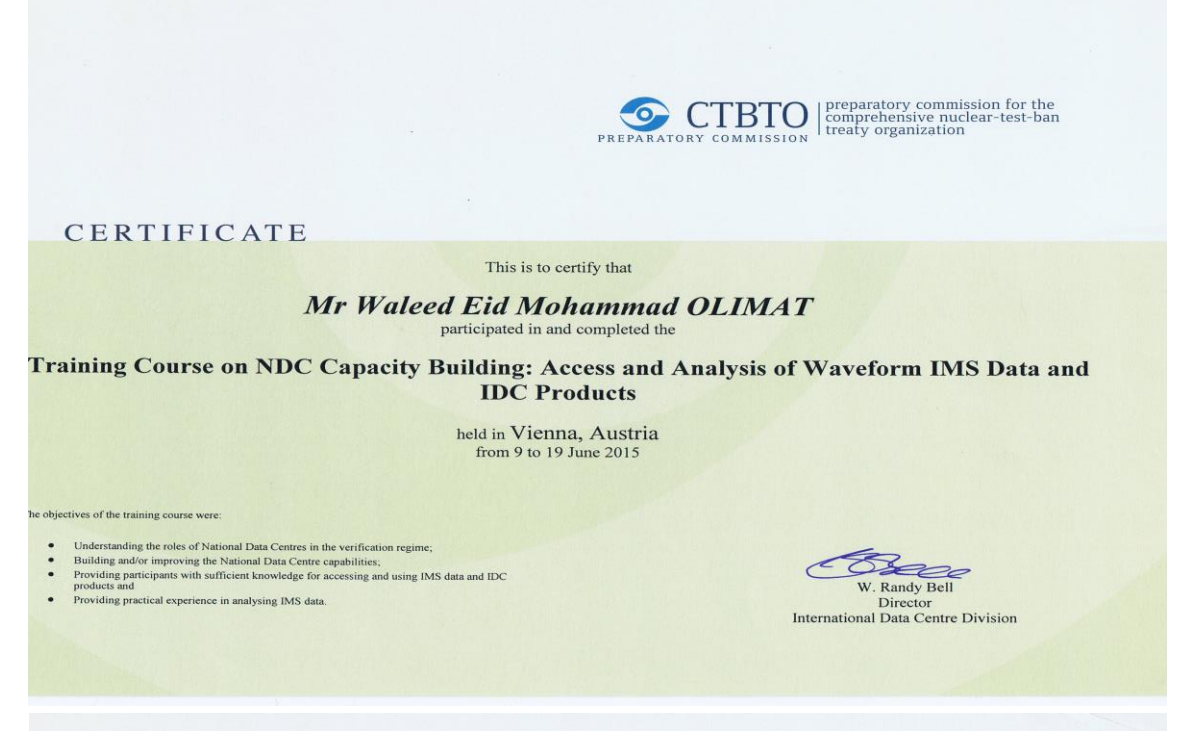 CTBTO
PREPARATORY COMMISSION
preparatory commission for the
comprehensive nuclear-test-ban
treaty organization
CERTIFICATE
This is to certify that
Mr Waleed Eid Mohammad OLIMAT
participated in and completed the
Training Course on NDC Capacity Building: Access and Analysis of Waveform IMS Data and
IDC Products
held in Vienna, Austria
from 9 to 19 June 2015
he objectives of the training course were:
• Understanding the roles of National Data Centres in the verification regime;
• Building and/or improving the National Data Centre capabilities;
• Providing participants with sufficient knowledge for accessing and using IMS data and IDC
products and
• Providing practical experience in analysing IMS data.
W. Randy Bell
Director
International Data Centre Division